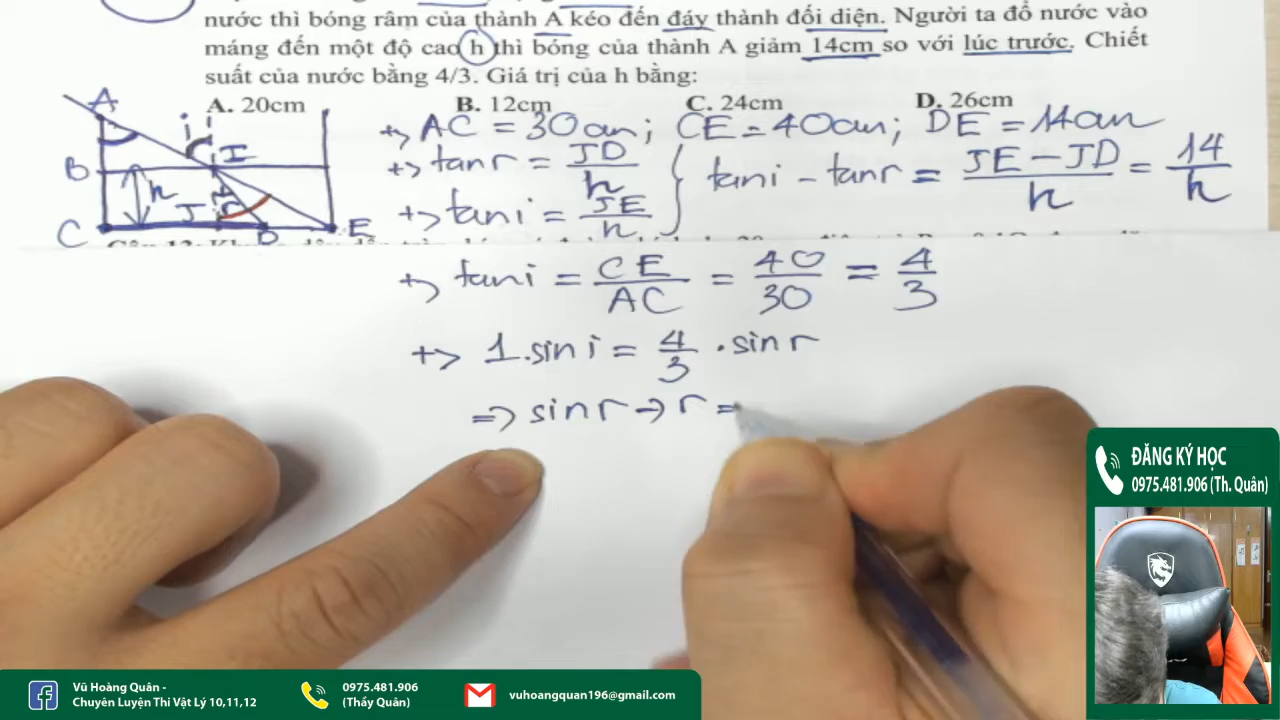 nước thì bóng râm của thành A kéo đến đáy thành đối diện. Người ta đổ nước vào
máng đến một độ cao h thì bóng của thành A giảm 14cm so với lúc trước. Chiết
suất của nước bằng 4/3. Giá trị của h bằng:
A. 20cm B. 12cm C. 24cm D. 26cm
A
i
I
B
h
r
J
C
D
E
+> AC = 30cm; CE = 40cm; DE = 14cm
+> tanr = JD/h
+> tani = JE/h
tani - tanr = JE - JD/h = 14/h
+> tani = CE/AC = 40/30 = 4/3
+> 1.sini = 4/3 . sinr
=> sinr -> r =
ĐĂNG KÝ HỌC
0975.481.906 (Th. Quân)
Vũ Hoàng Quân -
Chuyên Luyện Thi Vật Lý 10,11,12
0975.481.906
(Thầy Quân)
vuhoangquan196@gmail.com